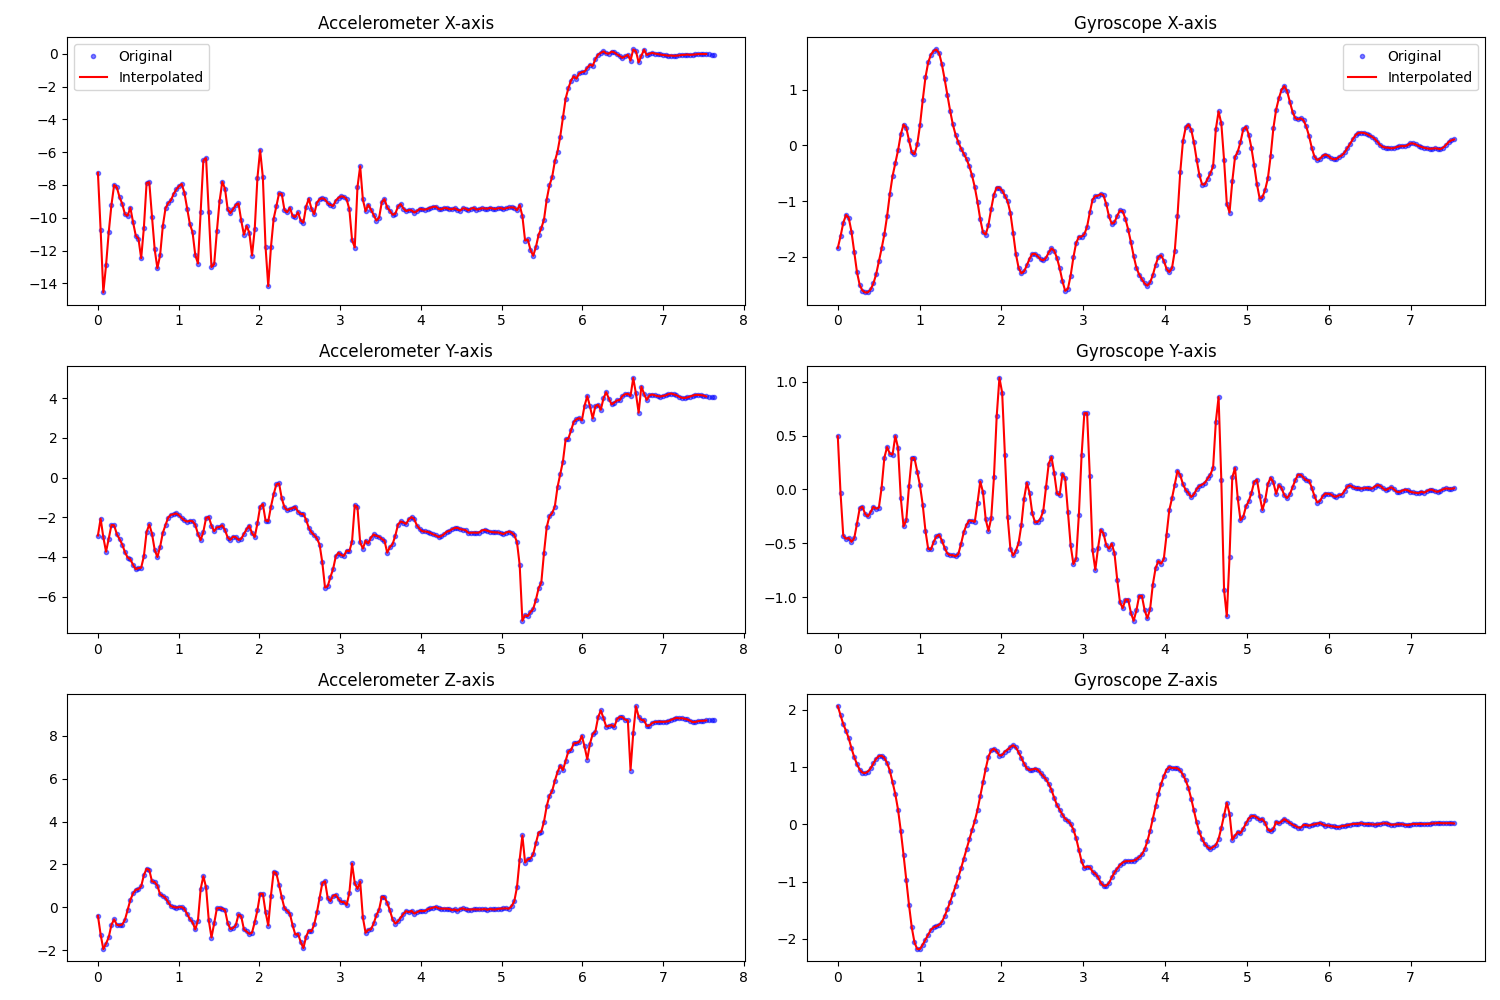 Accelerometer X-axis
Original
Interpolated
0
−2
−4
−6
−8
−10
−12
−14
0 1 2 3 4 5 6 7 8
Gyroscope X-axis
Original
Interpolated
1
0
−1
−2
0 1 2 3 4 5 6 7
Accelerometer Y-axis
4
2
0
−2
−4
−6
0 1 2 3 4 5 6 7 8
Gyroscope Y-axis
1.0
0.5
0.0
−0.5
−1.0
0 1 2 3 4 5 6 7
Accelerometer Z-axis
8
6
4
2
0
−2
0 1 2 3 4 5 6 7 8
Gyroscope Z-axis
2
1
0
−1
−2
0 1 2 3 4 5 6 7